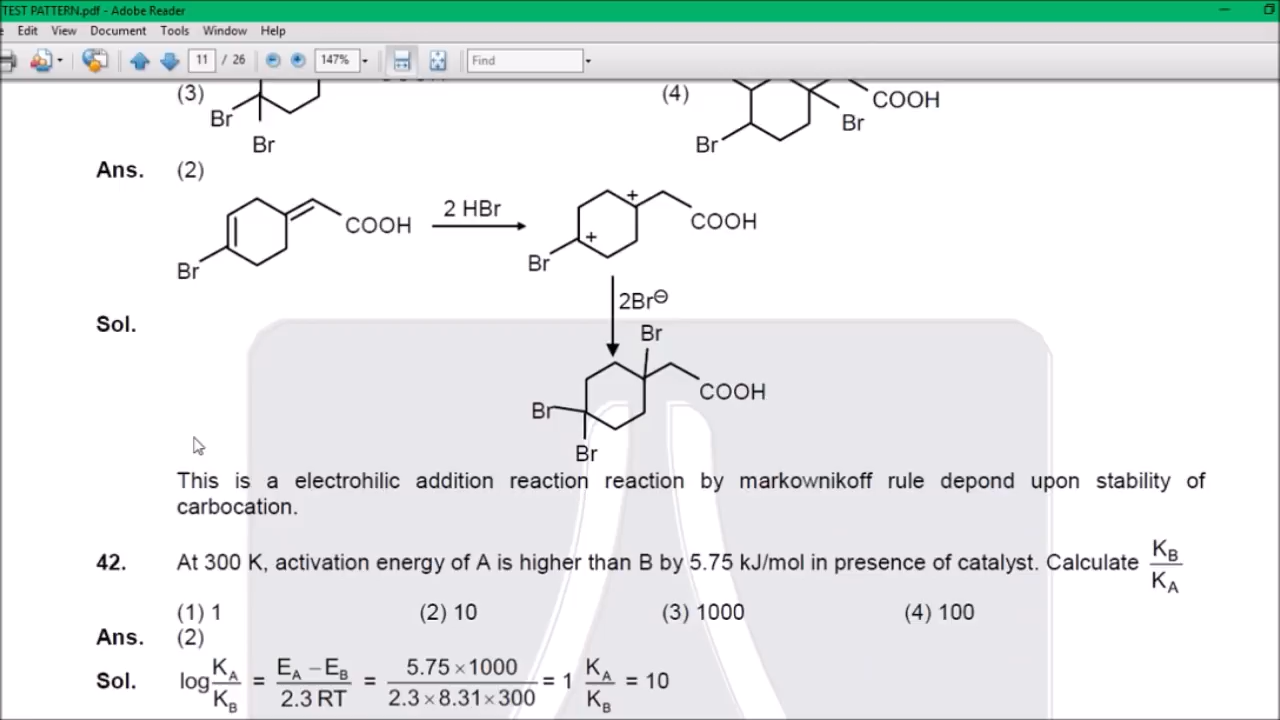 TEST PATTERN.pdf - Adobe Reader
Edit View Document Tools Window Help
11 / 26 147% Find
(3) Br Br
(4) COOH Br Br
Ans. (2)
COOH Br 2 HBr + COOH + Br
2Br⊖
Sol.
Br
COOH
Br
Br
This is a electrohilic addition reaction reaction by markownikoff rule depond upon stability of
carbocation.
42. At 300 K, activation energy of A is higher than B by 5.75 kJ/mol in presence of catalyst. Calculate K_B/K_A
(1) 1 (2) 10 (3) 1000 (4) 100
Ans. (2)
Sol. log K_A/K_B = E_A – E_B / 2.3 RT = 5.75 × 1000 / 2.3 × 8.31 × 300 = 1 K_A/K_B = 10